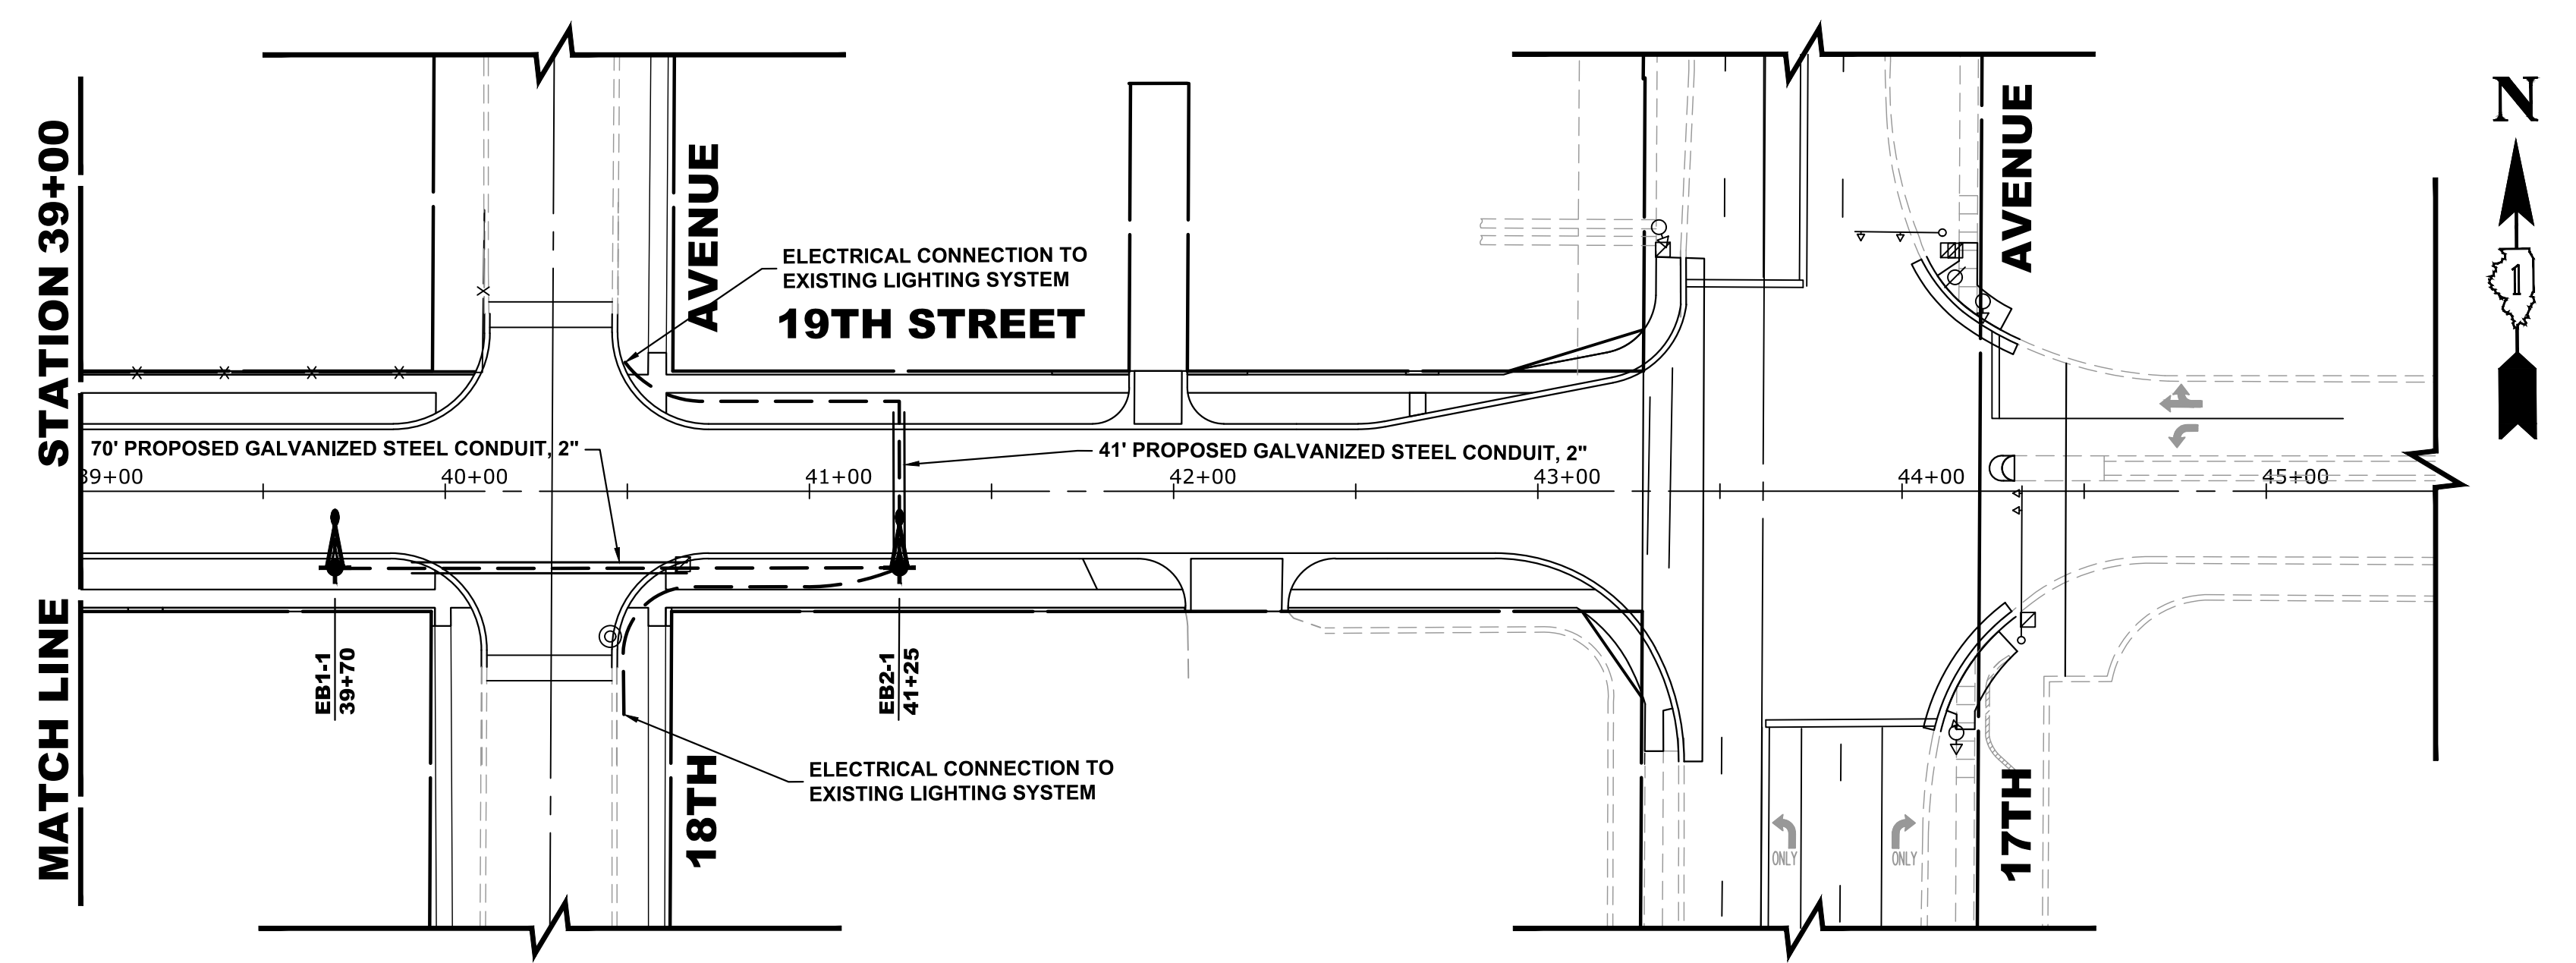 MATCH LINE STATION 39+00
AVENUE
ELECTRICAL CONNECTION TO
EXISTING LIGHTING SYSTEM
19TH STREET
AVENUE
N
1
70' PROPOSED GALVANIZED STEEL CONDUIT, 2"
41' PROPOSED GALVANIZED STEEL CONDUIT, 2"
39+00
40+00
41+00
42+00
43+00
44+00
45+00
EB1-1
39+70
EB2-1
41+25
18TH
ELECTRICAL CONNECTION TO
EXISTING LIGHTING SYSTEM
17TH
ONLY
ONLY